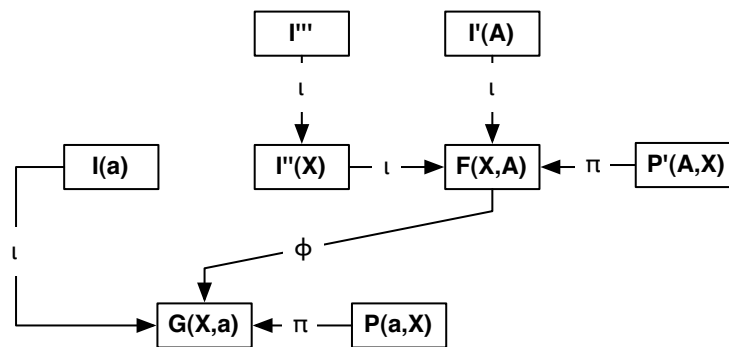 I''' I'(A)
ι ι
I(a) I''(X) ι F(X,A) π P'(A,X)
ι ϕ
G(X,a) π P(a,X)